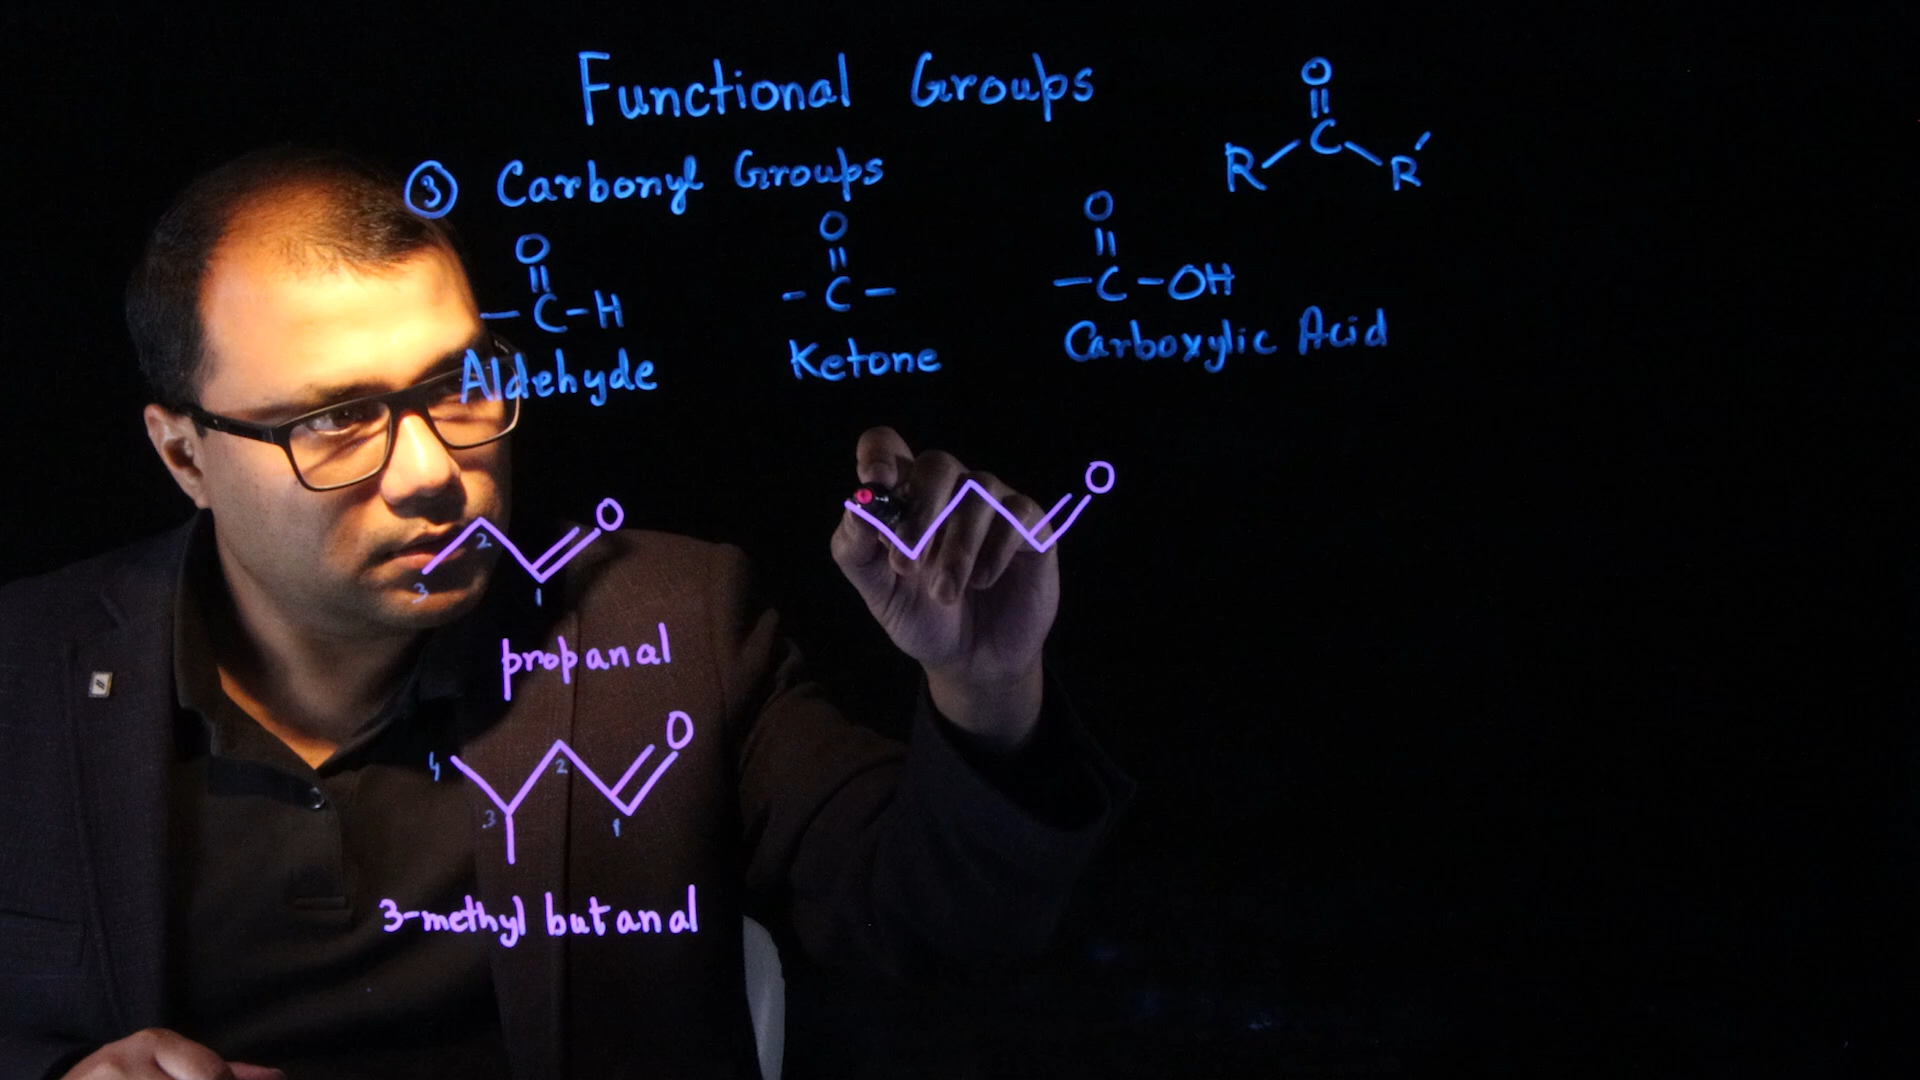 Functional Groups
③ Carbonyl Groups
O
R C R′
O
C-H
Aldehyde
O
-C-
Ketone
O
-C-OH
Carboxylic Acid
O
3 2 1
propanal
O
4 3 2 1
3-methyl butanal
O